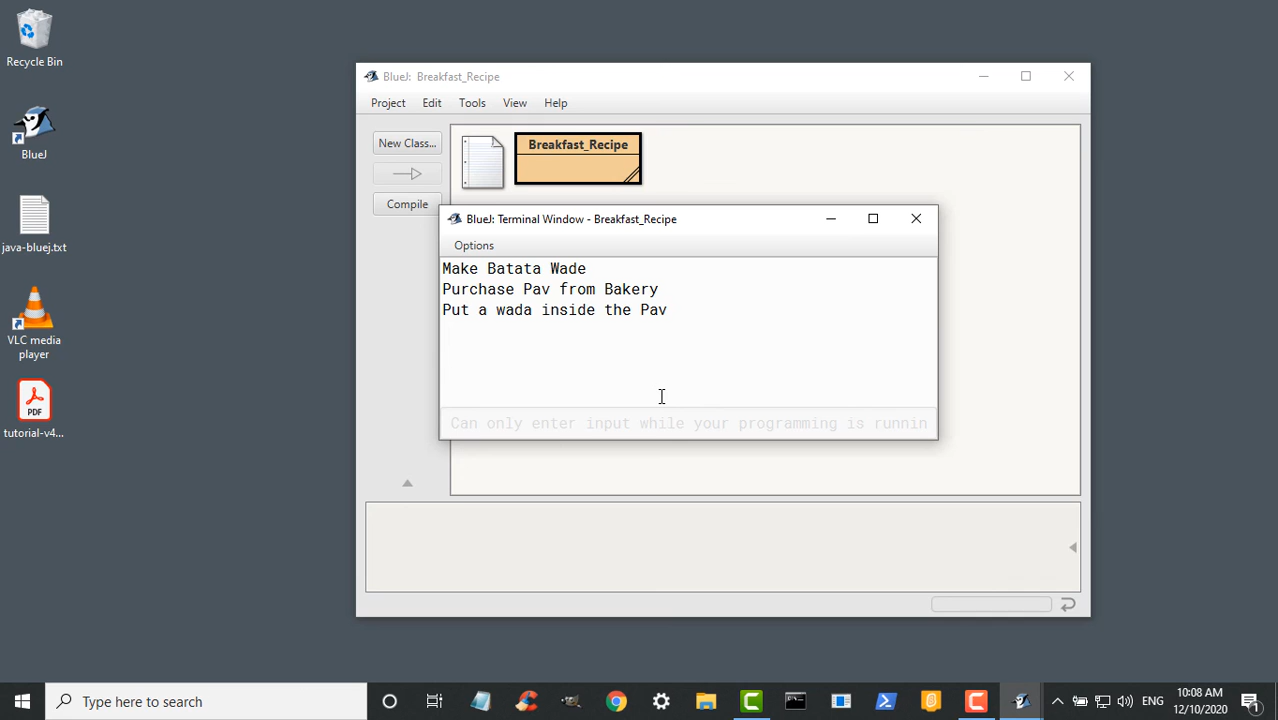 Recycle Bin
BlueJ
java-bluej.txt
VLC media
player
PDF
tutorial-v4...
BlueJ: Breakfast_Recipe
Project Edit Tools View Help
New Class...
Compile
Breakfast_Recipe
BlueJ: Terminal Window - Breakfast_Recipe
Options
Make Batata Wade
Purchase Pav from Bakery
Put a wada inside the Pav
Can only enter input while your programming is runnin
Type here to search
ENG
10:08 AM
12/10/2020
1